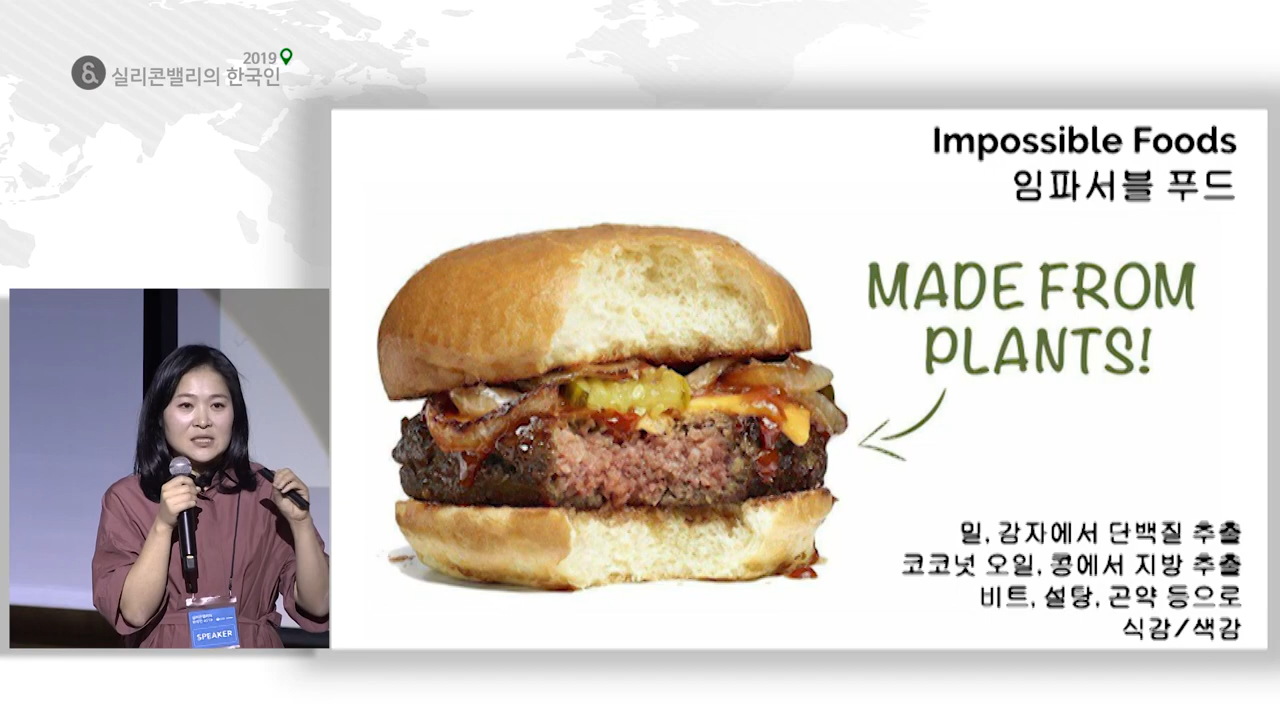 2019
& 실리콘밸리의 한국인
Impossible Foods
임파서블 푸드
MADE FROM
PLANTS!
밀, 감자에서 단백질 추출
코코넛 오일, 콩에서 지방 추출
비트, 설탕, 곤약 등으로
식감/색감
SPEAKER